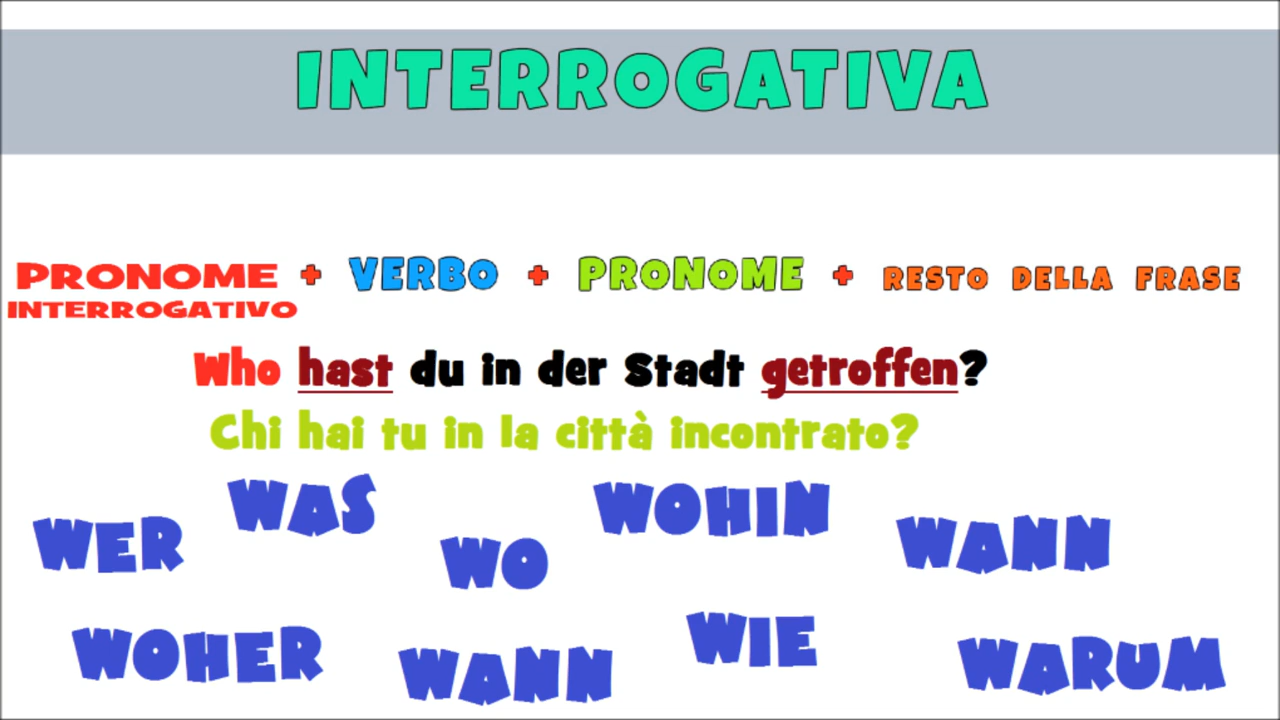 INTERROGATIVA
PRONOME + VERBO + PRONOME + RESTO DELLA FRASE
INTERROGATIVO
Who hast du in der Stadt getroffen?
Chi hai tu in la città incontrato?
WER WAS WO WOHIN WANN
WOHER WANN WIE WARUM